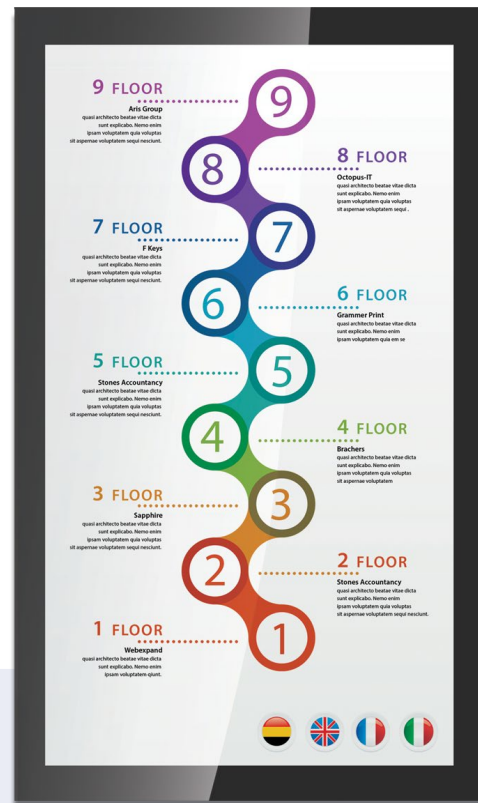 9 FLOOR
Aris Group
quasi architecto beatae vitae dicta
sunt explicabo. Nemo enim
ipsam voluptatem quia voluptas
sit aspernae voluptatem sequi nesciunt.
9
8
8 FLOOR
Octopus-IT
quasi architecto beatae vitae dicta
sunt explicabo. Nemo enim
ipsam voluptatem quia voluptas
sit aspernae voluptatem sequi .
7 FLOOR
F Keys
quasi architecto beatae vitae dicta
sunt explicabo. Nemo enim
ipsam voluptatem quia voluptas
sit aspernae voluptatem sequi nesciunt.
7
6
6 FLOOR
Grammer Print
quasi architecto beatae vitae dicta
sunt explicabo. Nemo enim
ipsam voluptatem quia em se
5 FLOOR
Stones Accountancy
quasi architecto beatae vitae dicta
sunt explicabo. Nemo enim
ipsam voluptatem quia voluptas
sit aspernae voluptatem sequi nesciunt.
5
4
4 FLOOR
Brachers
quasi architecto beatae vitae dicta
sunt explicabo. Nemo enim
ipsam voluptatem quia voluptas
sit aspernae voluptatem
3 FLOOR
Sapphire
quasi architecto beatae vitae dicta
sunt explicabo. Nemo enim
ipsam voluptatem quia voluptas
sit aspernae voluptatem sequi nesciunt.
3
2
2 FLOOR
Stones Accountancy
quasi architecto beatae vitae dicta
sunt explicabo. Nemo enim
ipsam voluptatem quia voluptas
sit aspernae voluptatem sequi nesciunt.
1 FLOOR
Webexpand
quasi architecto beatae vitae dicta
sunt explicabo. Nemo enim
ipsam voluptatem qiunt.
1